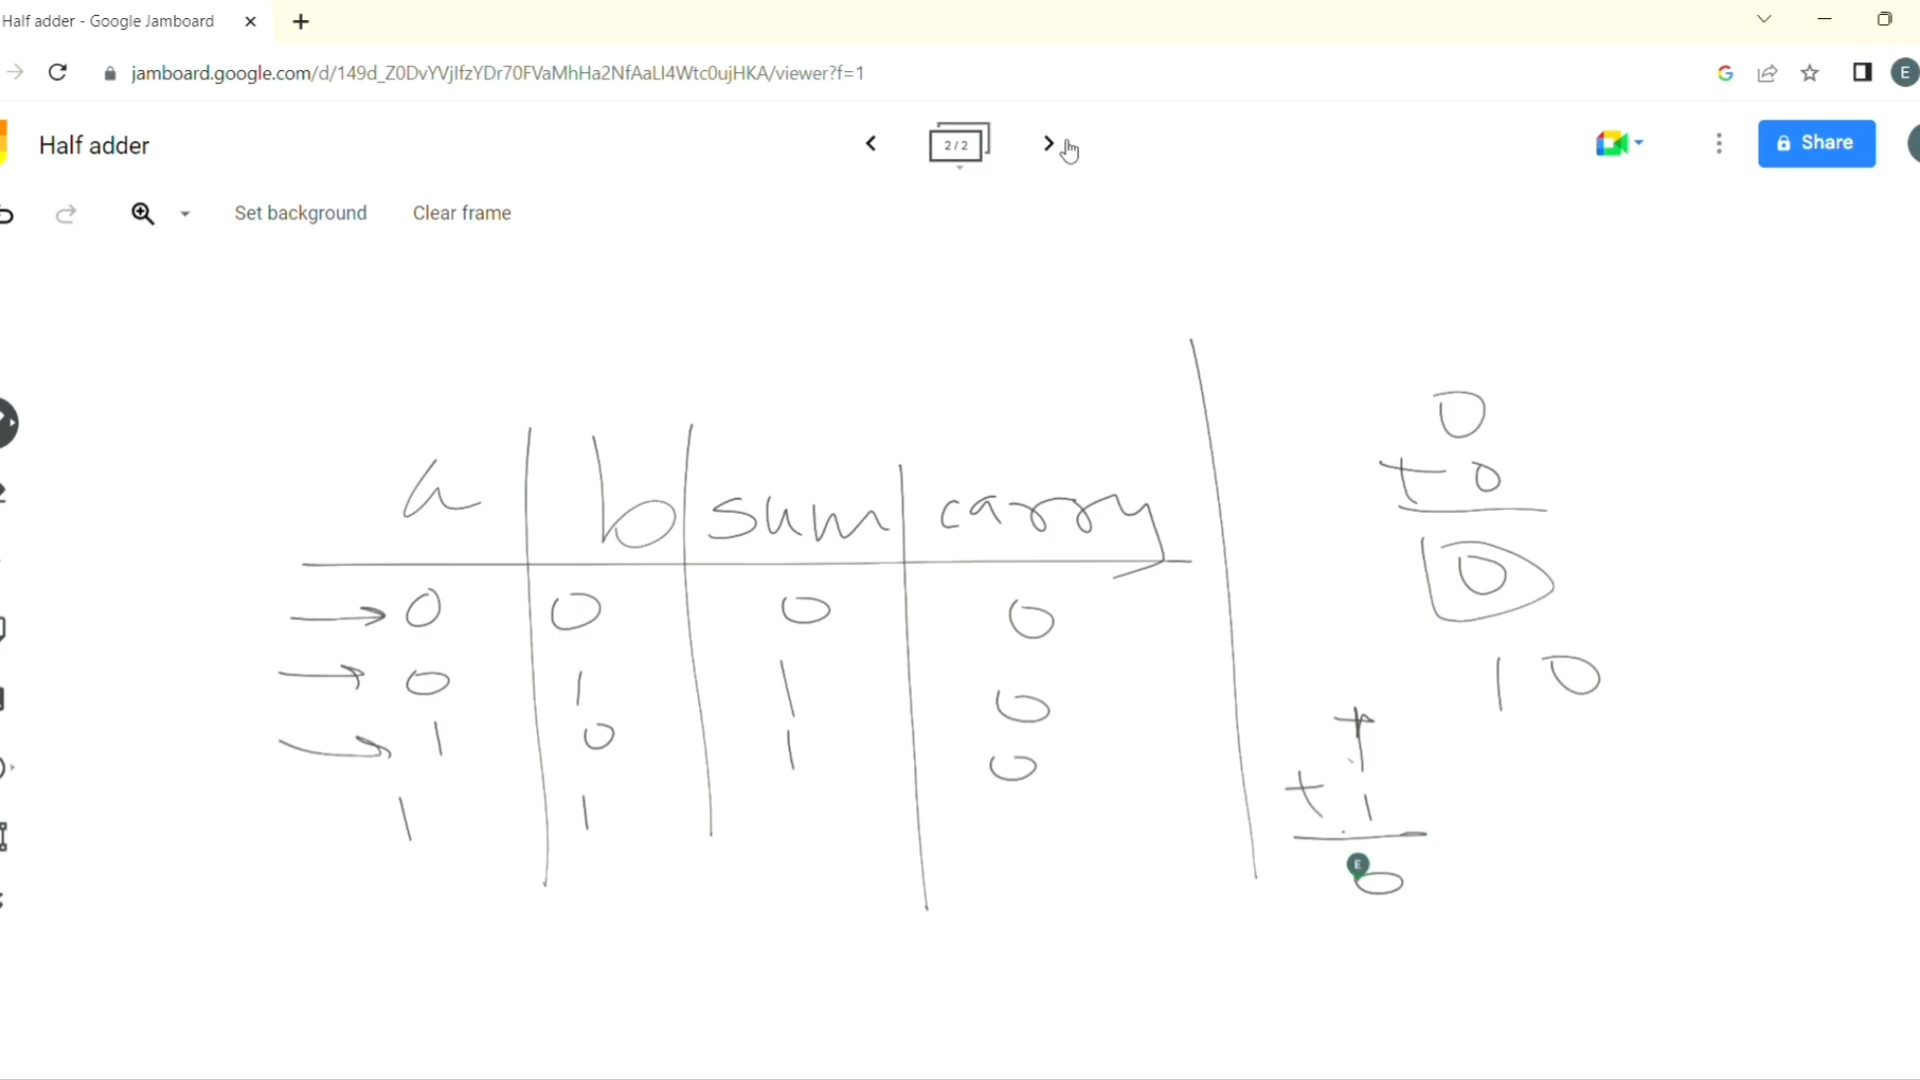 Half adder - Google Jamboard
jamboard.google.com/d/149d_Z0DvYVjIfzYDr70FVaMhHa2NfAaLI4Wtc0ujHKA/viewer?f=1
G
E
Half adder
2 / 2
Share
Set background
Clear frame
a b sum carry
0 0 0 0
0 1 1 0
1 0 1 0
1 1
0
+ 0
0
1 0
1
+ 1
E
0